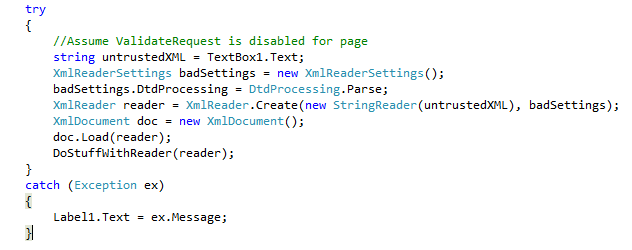 try
{
//Assume ValidateRequest is disabled for page
string untrustedXML = TextBox1.Text;
XmlReaderSettings badSettings = new XmlReaderSettings();
badSettings.DtdProcessing = DtdProcessing.Parse;
XmlReader reader = XmlReader.Create(new StringReader(untrustedXML), badSettings);
XmlDocument doc = new XmlDocument();
doc.Load(reader);
DoStuffWithReader(reader);
}
catch (Exception ex)
{
Label1.Text = ex.Message;
}